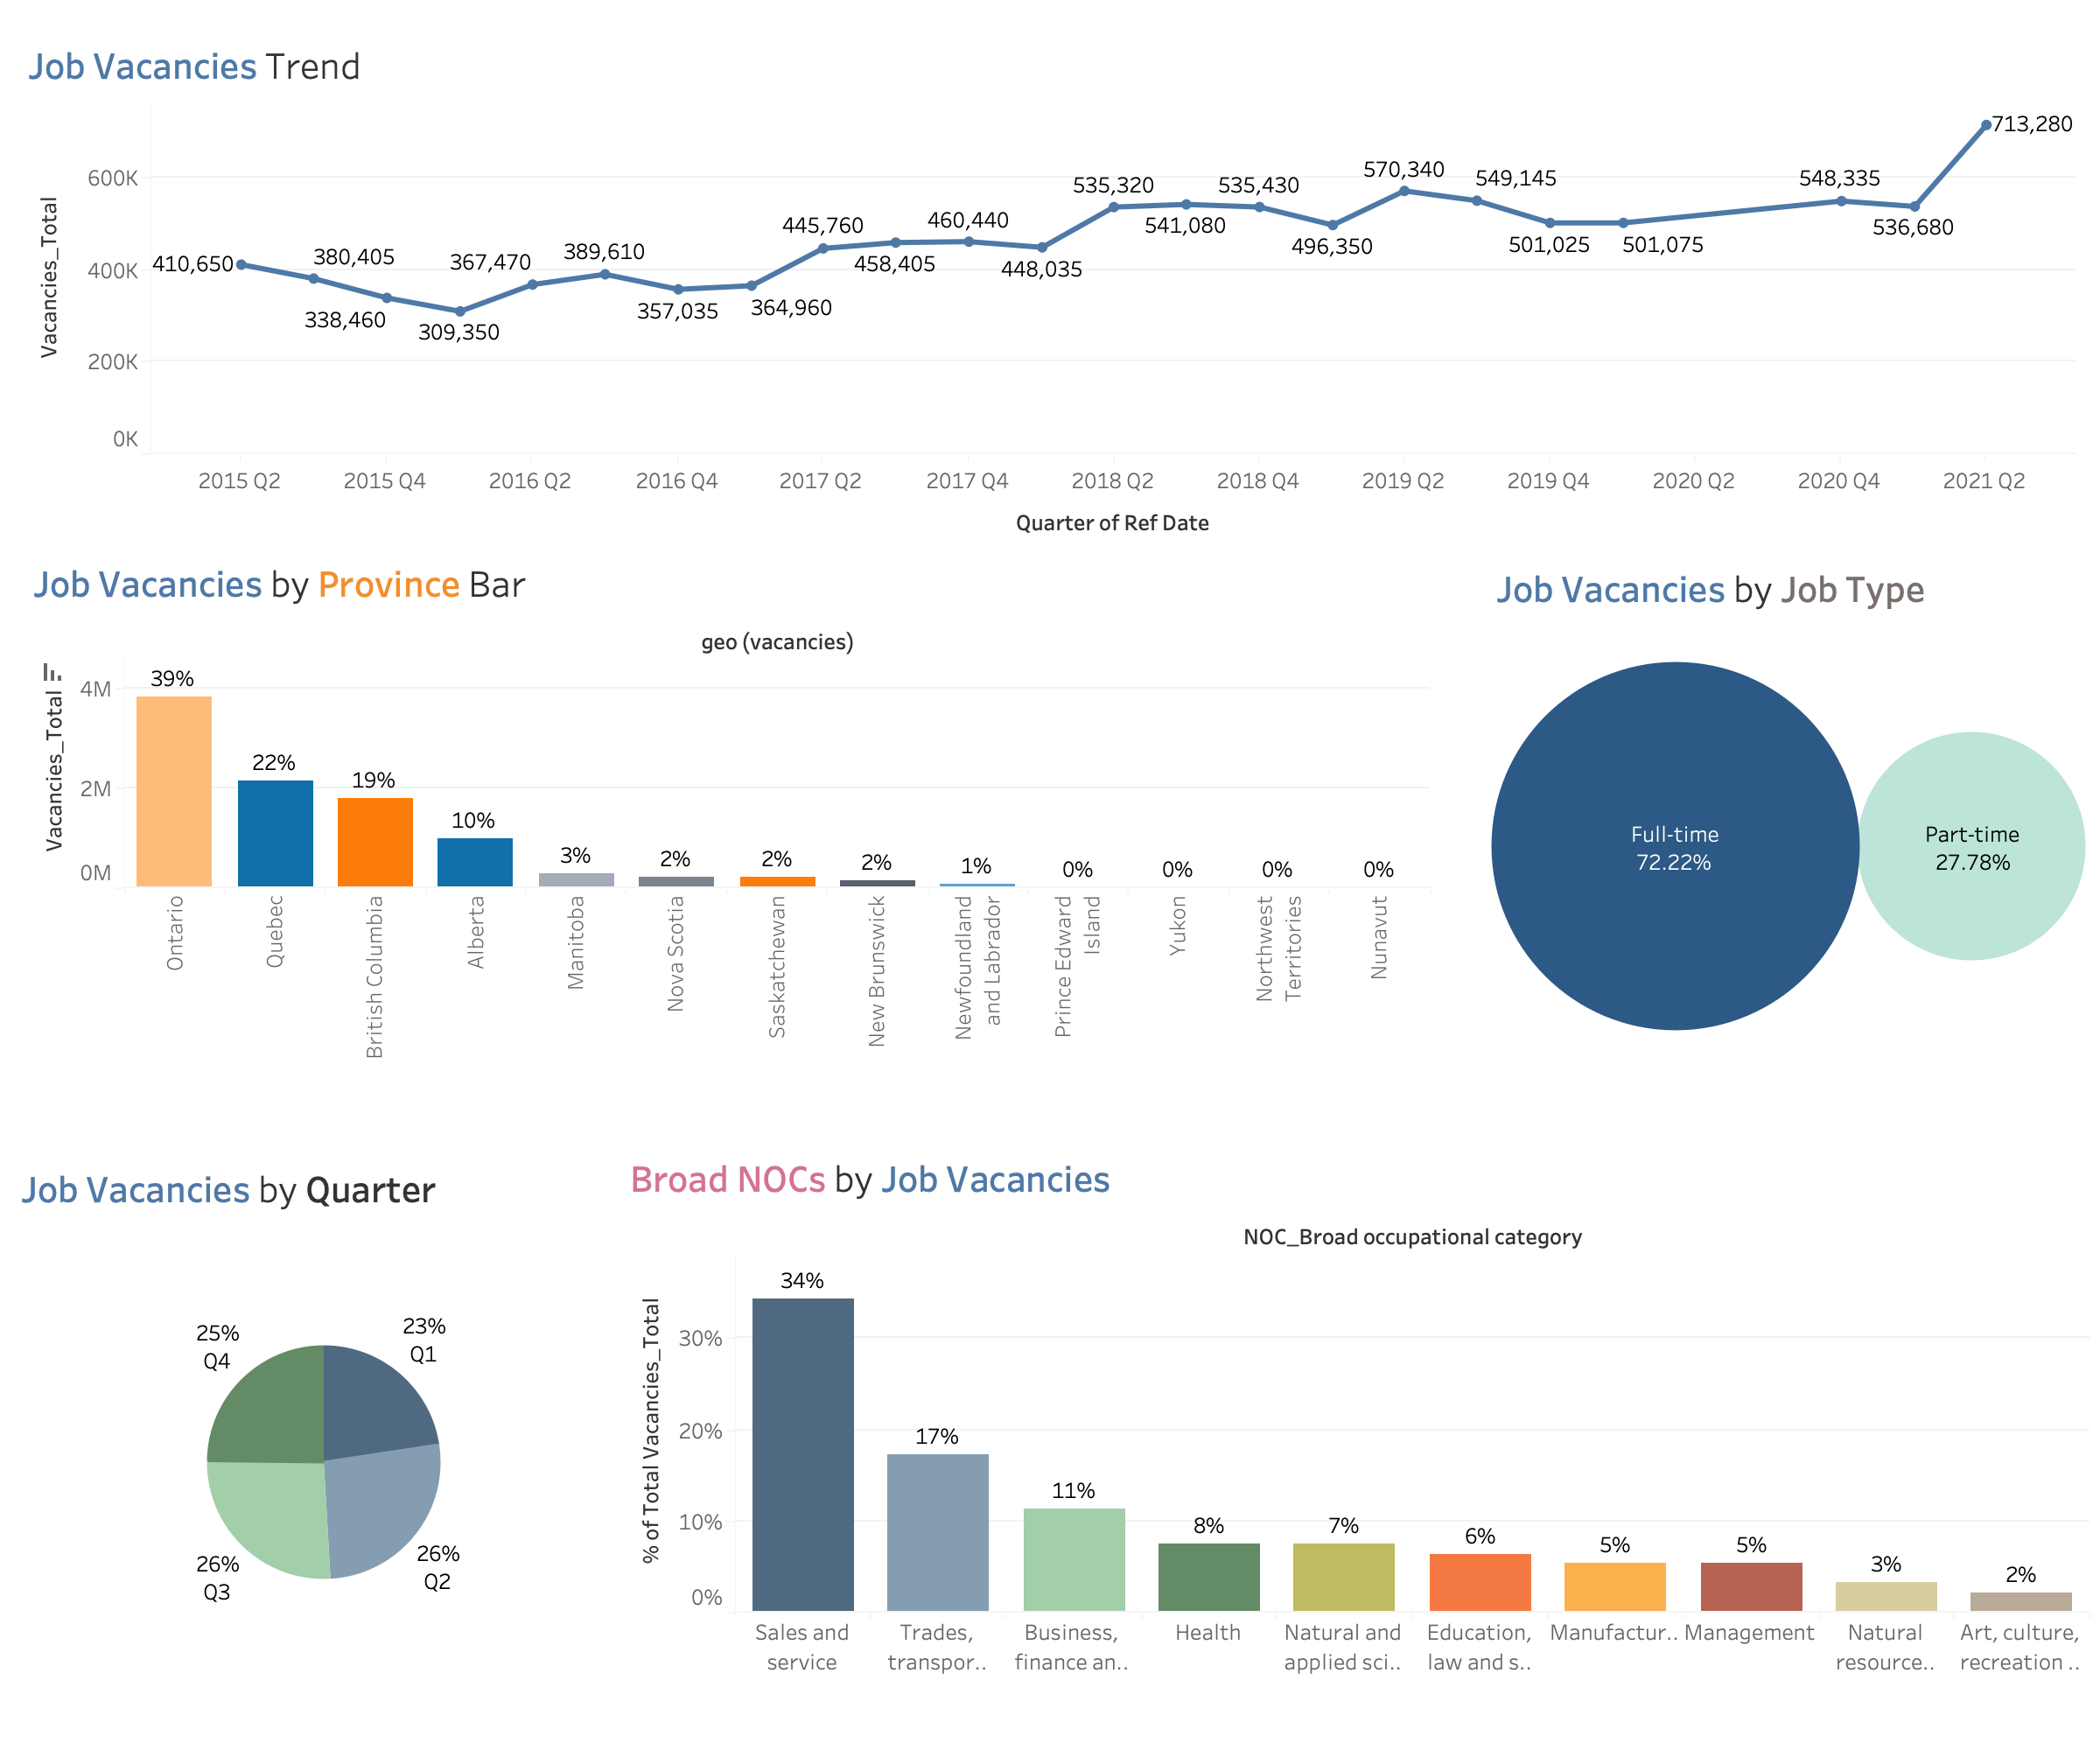 Job Vacancies Trend
Vacancies_Total
600K
400K
200K
0K
410,650
380,405
338,460
309,350
367,470
389,610
357,035
364,960
445,760
458,405
460,440
448,035
535,320
541,080
535,430
496,350
570,340
549,145
501,025
501,075
548,335
536,680
713,280
2015 Q2
2015 Q4
2016 Q2
2016 Q4
2017 Q2
2017 Q4
2018 Q2
2018 Q4
2019 Q2
2019 Q4
2020 Q2
2020 Q4
2021 Q2
Quarter of Ref Date
Job Vacancies by Province Bar
geo (vacancies)
Vacancies_Total
4M
2M
0M
39%
22%
19%
10%
3%
2%
2%
2%
1%
0%
0%
0%
0%
Ontario
Quebec
British Columbia
Alberta
Manitoba
Nova Scotia
Saskatchewan
New Brunswick
Newfoundland
and Labrador
Prince Edward
Island
Yukon
Northwest
Territories
Nunavut
Job Vacancies by Job Type
Full-time
72.22%
Part-time
27.78%
Job Vacancies by Quarter
25%
Q4
23%
Q1
26%
Q3
26%
Q2
Broad NOCs by Job Vacancies
NOC_Broad occupational category
% of Total Vacancies_Total
30%
20%
10%
0%
34%
17%
11%
8%
7%
6%
5%
5%
3%
2%
Sales and
service
Trades,
transpor..
Business,
finance an..
Health
Natural and
applied sci..
Education,
law and s..
Manufactur..
Management
Natural
resource..
Art, culture,
recreation ..